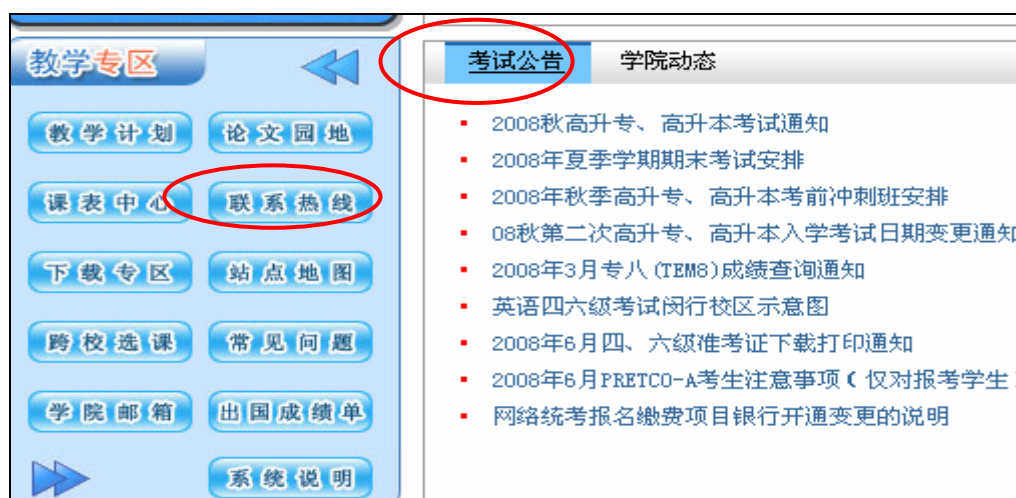 教学专区
教学计划
论文园地
课表中心
联系热线
下载专区
站点地图
跨校选课
常见问题
学院邮箱
出国成绩单
系统说明
考试公告
学院动态
2008秋高升专、高升本考试通知
2008年夏季学期期末考试安排
2008年秋季高升专、高升本考前冲刺班安排
08秋第二次高升专、高升本入学考试日期变更通知
2008年3月专八(TEM8)成绩查询通知
英语四六级考试闵行校区示意图
2008年6月四、六级准考证下载打印通知
2008年6月PRETCO-A考生注意事项(仅对报考学生
网络统考报名缴费项目银行开通变更的说明